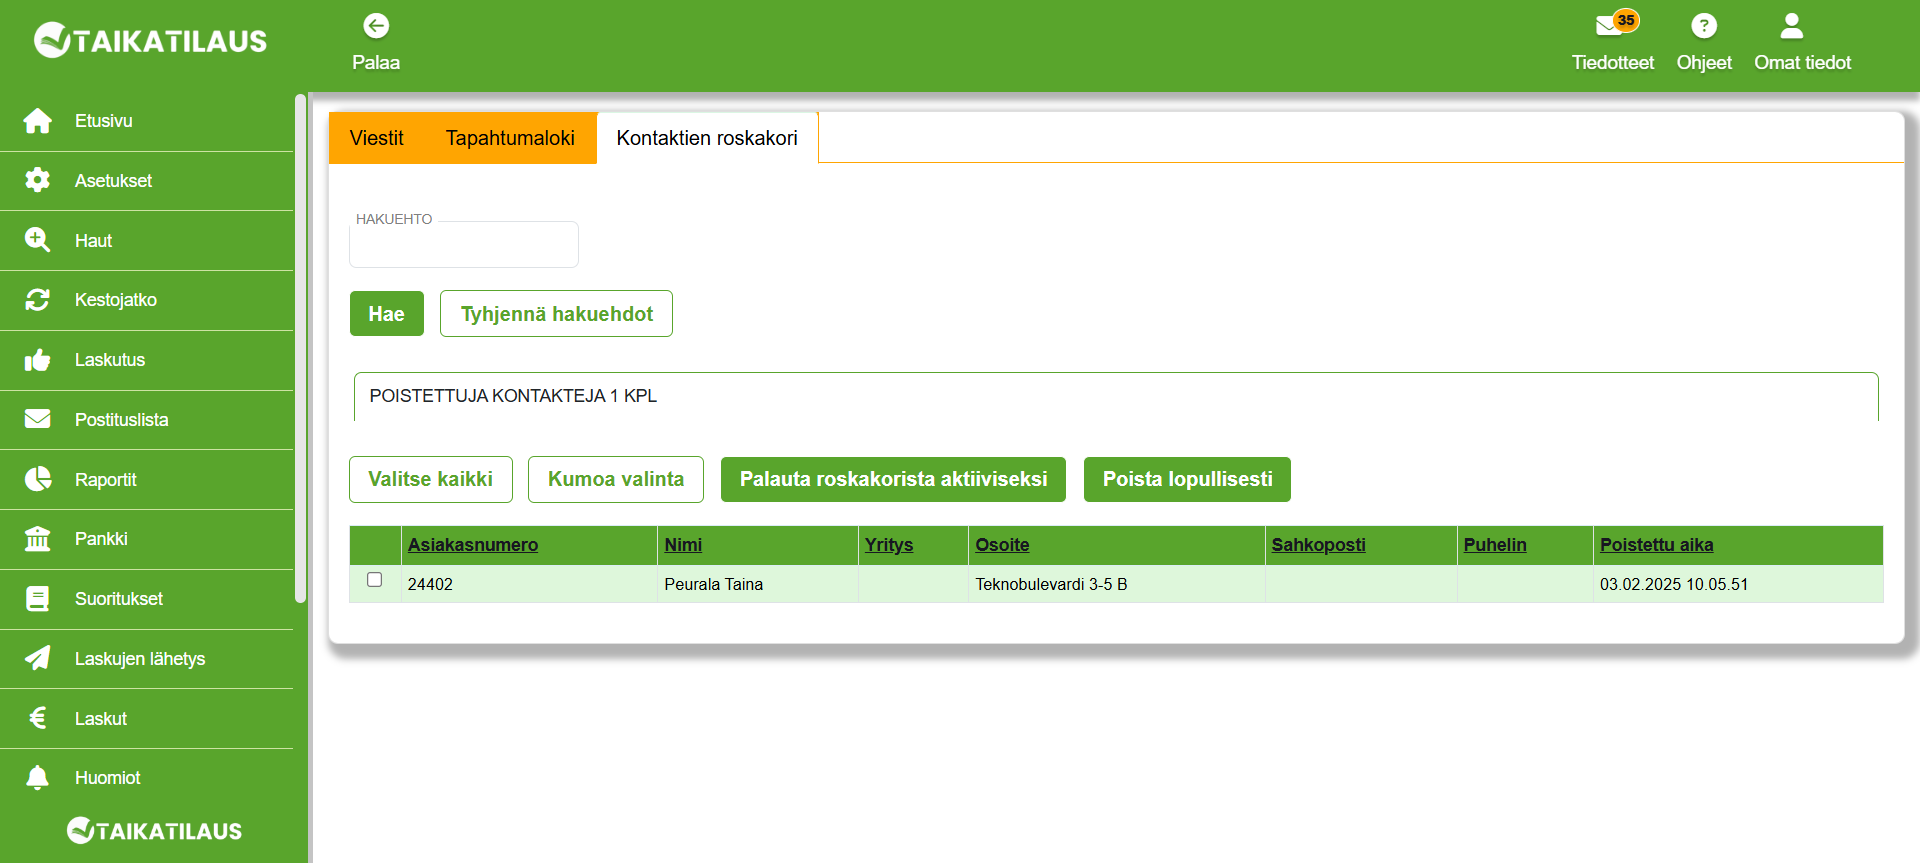 TAIKATILAUS
Palaa
35
Tiedotteet
Ohjeet
Omat tiedot
Etusivu
Asetukset
Haut
Kestojatko
Laskutus
Postituslista
Raportit
Pankki
Suoritukset
Laskujen lähetys
Laskut
Huomiot
TAIKATILAUS
Viestit
Tapahtumaloki
Kontaktien roskakori
HAKUEHTO
Hae
Tyhjennä hakuehdot
POISTETTUJA KONTAKTEJA 1 KPL
Valitse kaikki
Kumoa valinta
Palauta roskakorista aktiiviseksi
Poista lopullisesti
Asiakasnumero Nimi Yritys Osoite Sahkoposti Puhelin Poistettu aika
24402 Peurala Taina Teknobulevardi 3-5 B 03.02.2025 10.05.51